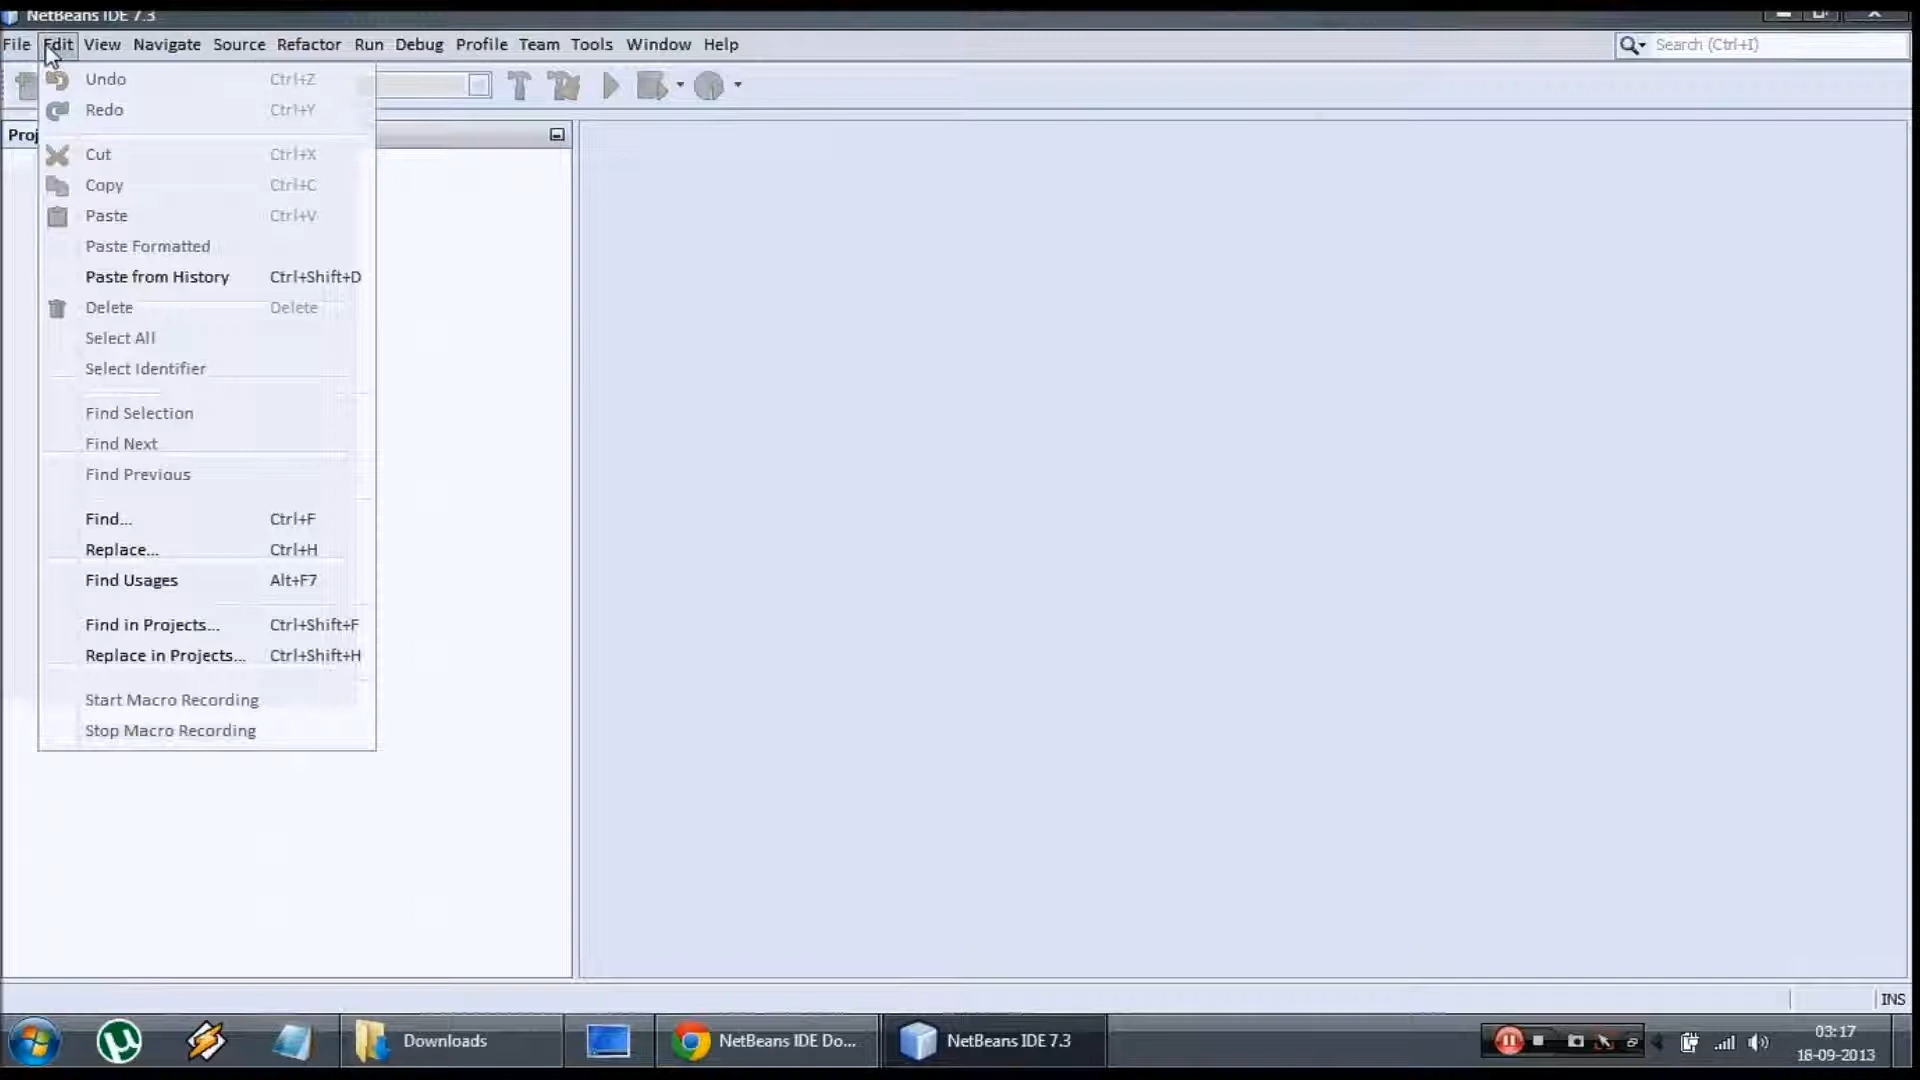 NetBeans IDE 7.3
File Edit View Navigate Source Refactor Run Debug Profile Team Tools Window Help
Search (Ctrl+I)
Undo Ctrl+Z
Redo Ctrl+Y
Proj
Cut Ctrl+X
Copy Ctrl+C
Paste Ctrl+V
Paste Formatted
Paste from History Ctrl+Shift+D
Delete Delete
Select All
Select Identifier
Find Selection
Find Next
Find Previous
Find... Ctrl+F
Replace... Ctrl+H
Find Usages Alt+F7
Find in Projects... Ctrl+Shift+F
Replace in Projects... Ctrl+Shift+H
Start Macro Recording
Stop Macro Recording
INS
Downloads
NetBeans IDE Do...
NetBeans IDE 7.3
03:17
18-09-2013